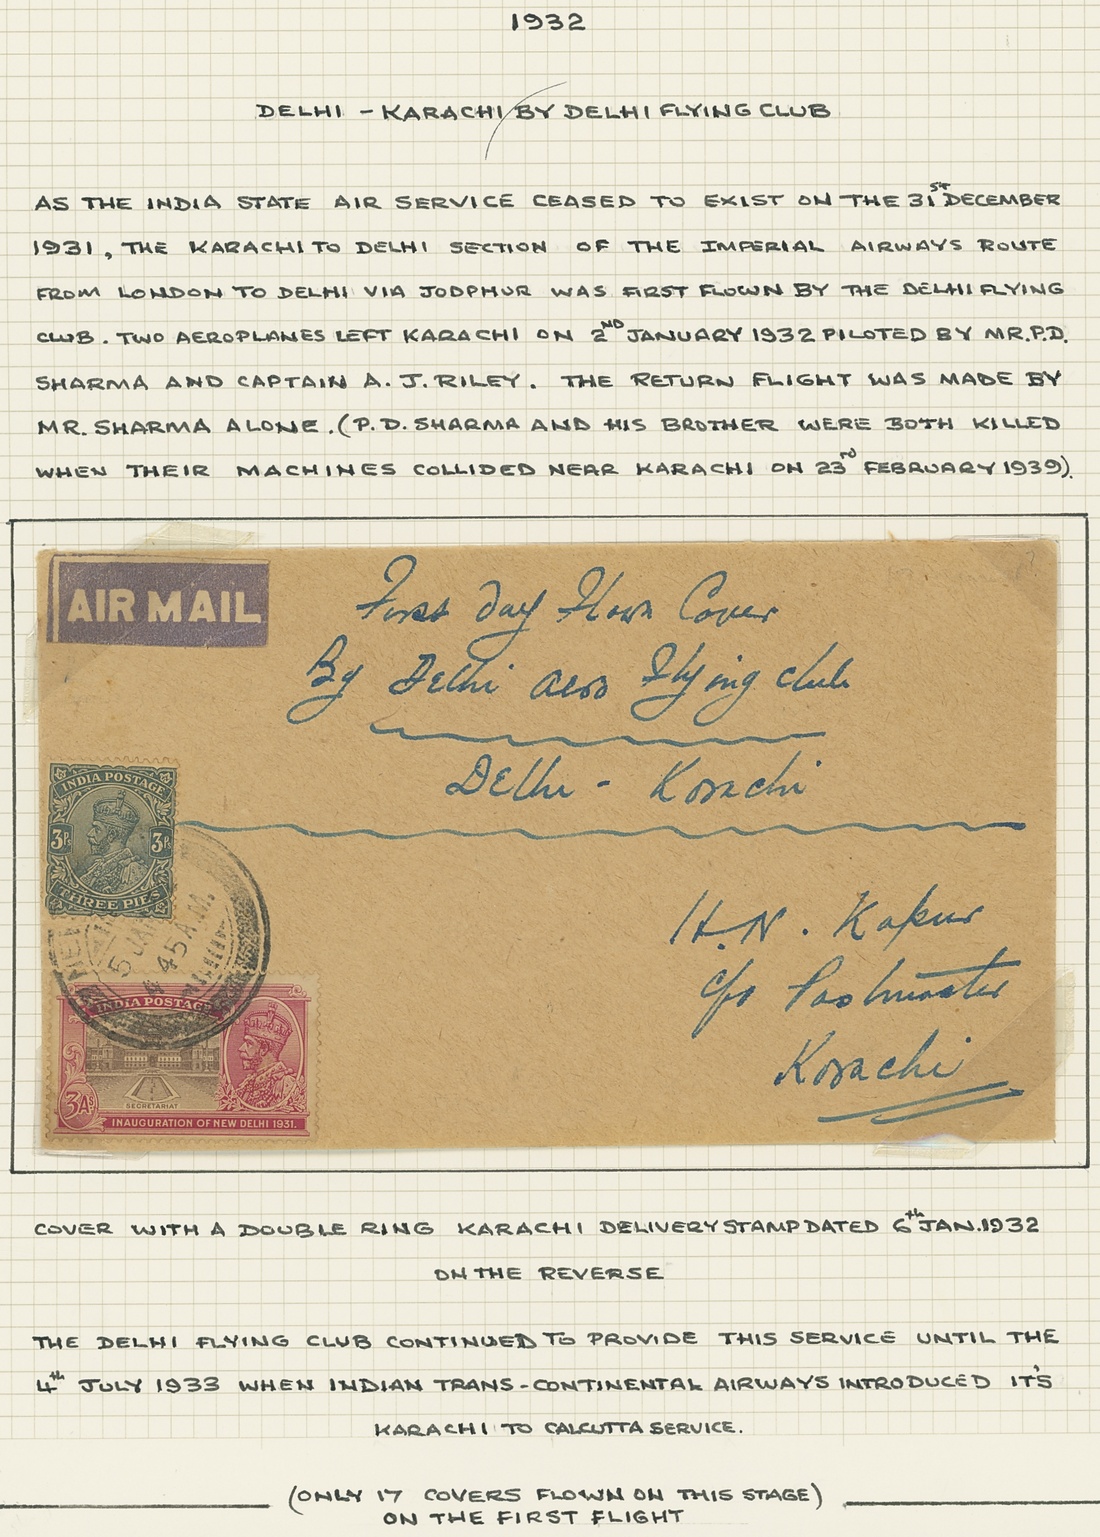 1932
DELHI - KARACHI BY DELHI FLYING CLUB
AS THE INDIA STATE AIR SERVICE CEASED TO EXIST ON THE 31ST DECEMBER
1931, THE KARACHI TO DELHI SECTION OF THE IMPERIAL AIRWAYS ROUTE
FROM LONDON TO DELHI VIA JODPHUR WAS FIRST FLOWN BY THE DELHI FLYING
CLUB. TWO AEROPLANES LEFT KARACHI ON 2ND JANUARY 1932 PILOTED BY MR.P.D.
SHARMA AND CAPTAIN A. J. RILEY. THE RETURN FLIGHT WAS MADE BY
MR. SHARMA ALONE. (P.D. SHARMA AND HIS BROTHER WERE BOTH KILLED
WHEN THEIR MACHINES COLLIDED NEAR KARACHI ON 23rd FEBRUARY 1939).
AIR MAIL
First day Flown Cover
By Delhi Aero Flying club
Delhi - Karachi
INDIA POSTAGE
3P. 3P.
THREE PIES
5 JAN
45 A.M.
H. N. Kapur
c/o Postmaster
Karachi
INDIA POSTAGE
SECRETARIAT
3As
INAUGURATION OF NEW DELHI 1931.
COVER WITH A DOUBLE RING KARACHI DELIVERY STAMP DATED 6th JAN. 1932
ON THE REVERSE
THE DELHI FLYING CLUB CONTINUED TO PROVIDE THIS SERVICE UNTIL THE
4th JULY 1933 WHEN INDIAN TRANS-CONTINENTAL AIRWAYS INTRODUCED IT'S
KARACHI TO CALCUTTA SERVICE.
(ONLY 17 COVERS FLOWN ON THIS STAGE)
ON THE FIRST FLIGHT